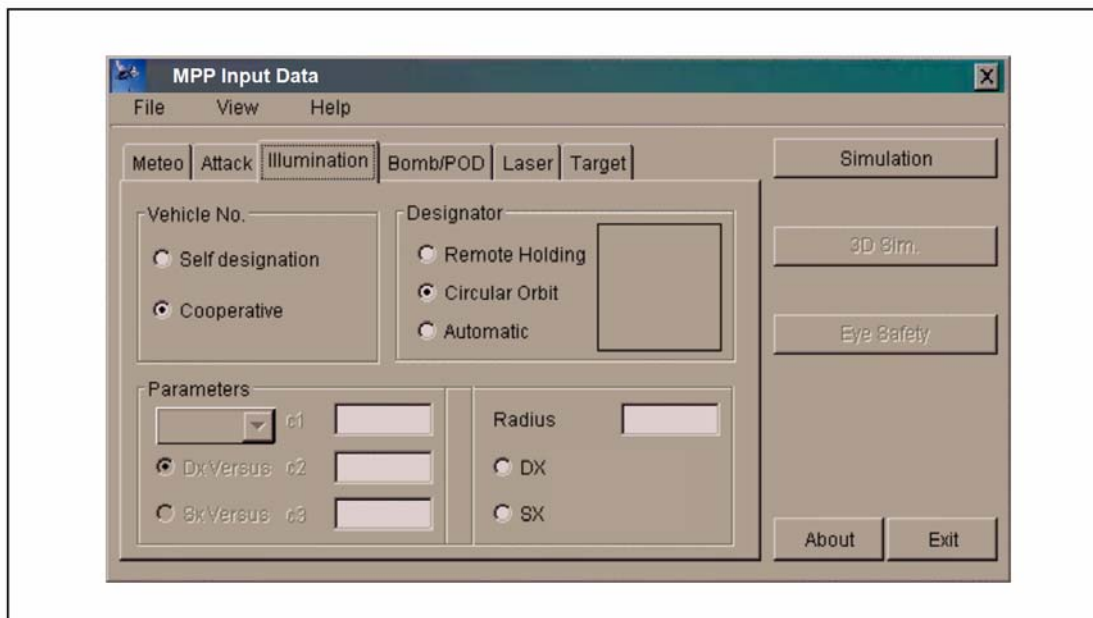 MPP Input Data
File View Help
Meteo Attack Illumination Bomb/POD Laser Target
Simulation
3D Sim.
Eye Safety
Vehicle No.
Self designation
Cooperative
Designator
Remote Holding
Circular Orbit
Automatic
Parameters
c1
Dx Versus c2
Sx Versus c3
Radius
DX
SX
About Exit